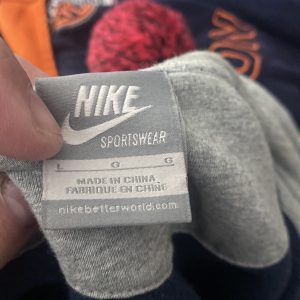 NIKE
SPORTSWEAR
L G G
MADE IN CHINA
FABRIQUE EN CHINE
nikebetterworld.com